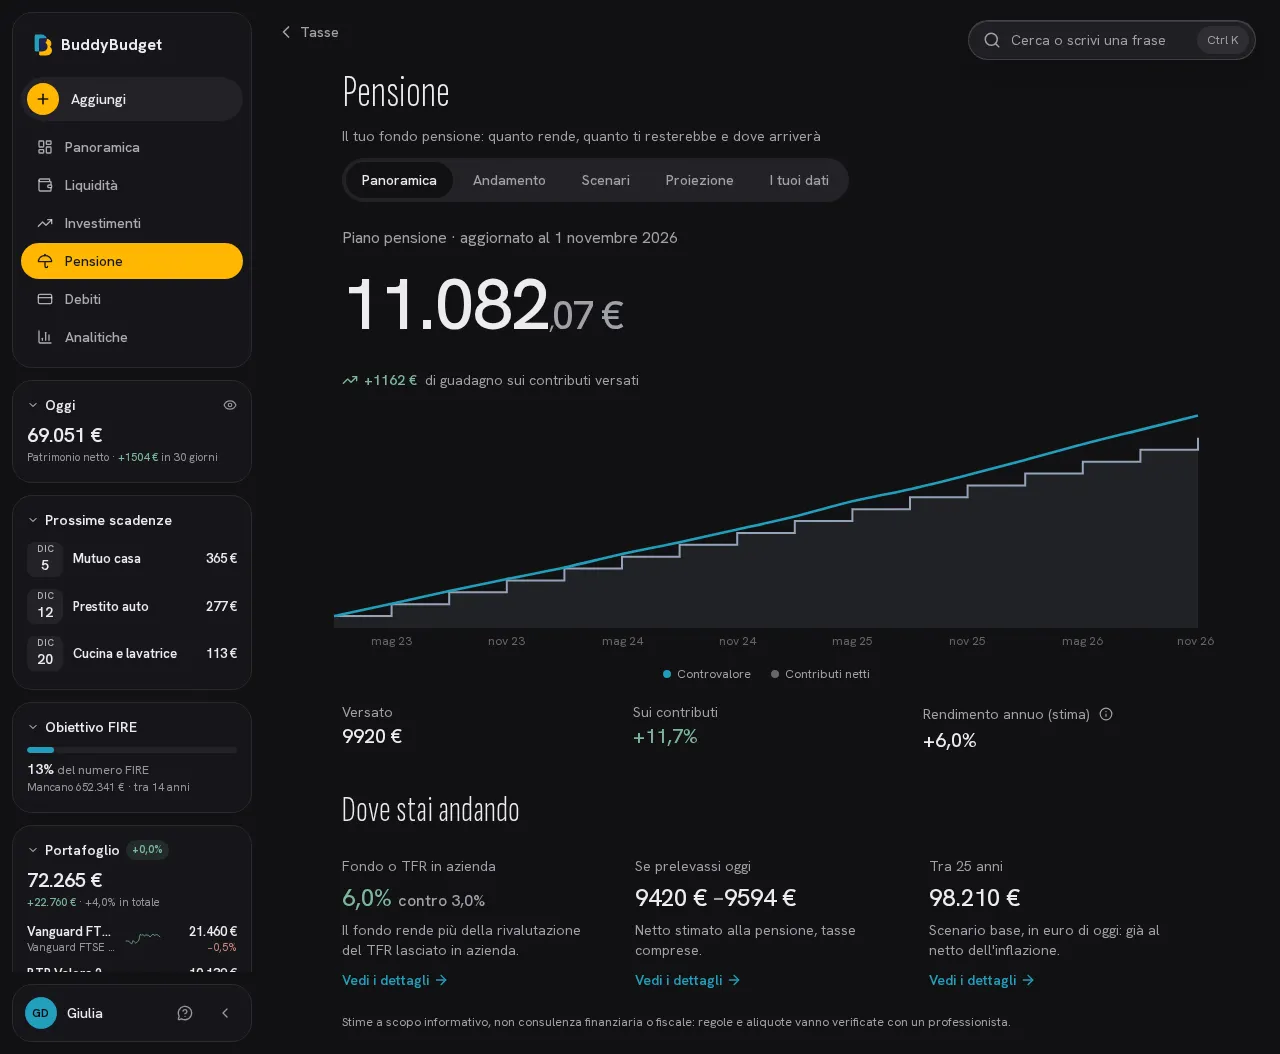 BuddyBudget
Aggiungi
Panoramica
Liquidità
Investimenti
Pensione
Debiti
Analitiche
Oggi
69.051 €
Patrimonio netto · +1504 € in 30 giorni
Prossime scadenze
DIC
5
Mutuo casa
365 €
DIC
12
Prestito auto
277 €
DIC
20
Cucina e lavatrice
113 €
Obiettivo FIRE
13% del numero FIRE
Mancano 652.341 € · tra 14 anni
Portafoglio
+0,0%
72.265 €
+22.760 € · +4,0% in totale
Vanguard FT…
21.460 €
Vanguard FTSE …
−0,5%
GD
Giulia
Tasse
Cerca o scrivi una frase
Ctrl K
Pensione
Il tuo fondo pensione: quanto rende, quanto ti resterebbe e dove arriverà
Panoramica
Andamento
Scenari
Proiezione
I tuoi dati
Piano pensione · aggiornato al 1 novembre 2026
11.082,07 €
+1162 € di guadagno sui contributi versati
mag 23
nov 23
mag 24
nov 24
mag 25
nov 25
mag 26
nov 26
Controvalore
Contributi netti
Versato
9920 €
Sui contributi
+11,7%
Rendimento annuo (stima)
+6,0%
Dove stai andando
Fondo o TFR in azienda
6,0% contro 3,0%
Il fondo rende più della rivalutazione
del TFR lasciato in azienda.
Vedi i dettagli
Se prelevassi oggi
9420 € –9594 €
Netto stimato alla pensione, tasse
comprese.
Vedi i dettagli
Tra 25 anni
98.210 €
Scenario base, in euro di oggi: già al
netto dell'inflazione.
Vedi i dettagli
Stime a scopo informativo, non consulenza finanziaria o fiscale: regole e aliquote vanno verificate con un professionista.